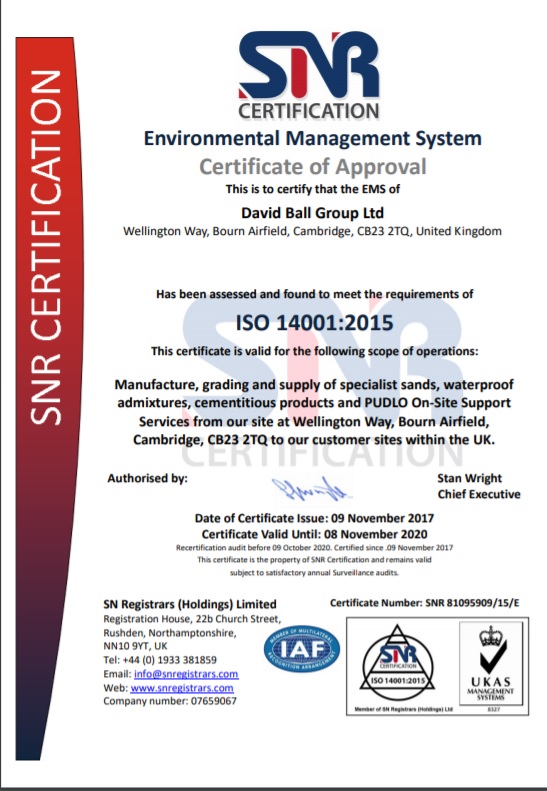 SNR CERTIFICATION
SNR
CERTIFICATION
Environmental Management System
Certificate of Approval
This is to certify that the EMS of
David Ball Group Ltd
Wellington Way, Bourn Airfield, Cambridge, CB23 2TQ, United Kingdom
Has been assessed and found to meet the requirements of
SNR
ISO 14001:2015
This certificate is valid for the following scope of operations:
Manufacture, grading and supply of specialist sands, waterproof
admixtures, cementitious products and PUDLO On-Site Support
Services from our site at Wellington Way, Bourn Airfield,
Cambridge, CB23 2TQ to our customer sites within the UK.
CERTIFICATION
Authorised by:
Stan Wright
Chief Executive
Date of Certificate Issue: 09 November 2017
Certificate Valid Until: 08 November 2020
Recertification audit before 09 October 2020. Certified since .09 November 2017
This certificate is the property of SNR Certification and remains valid
subject to satisfactory annual Surveillance audits.
SN Registrars (Holdings) Limited
Registration House, 22b Church Street,
Rushden, Northamptonshire,
NN10 9YT, UK
Tel: +44 (0) 1933 381859
Email: info@snregistrars.com
Web: www.snregistrars.com
Company number: 07659067
MEMBER OF MULTILATERAL
IAF
RECOGNITION ARRANGEMENT
Certificate Number: SNR 81095909/15/E
SNR
CERTIFICATION
ISO 14001:2015
Member of SN Registrars (Holdings) Ltd
UKAS
MANAGEMENT
SYSTEMS
8327